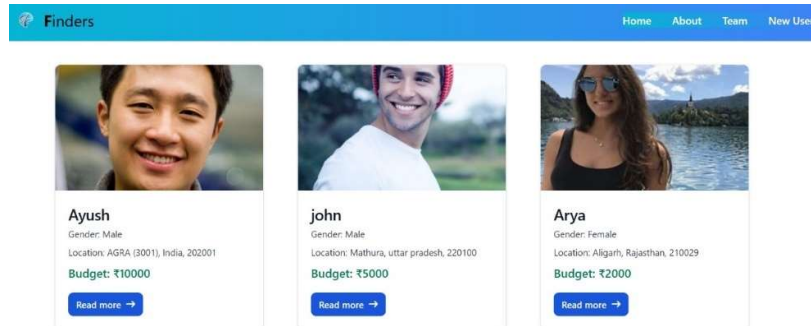 Finders
Home About Team New User
Ayush
Gender: Male
Location: AGRA (3001), India, 202001
Budget: ₹10000
Read more →
john
Gender: Male
Location: Mathura, uttar pradesh, 220100
Budget: ₹5000
Read more →
Arya
Gender: Female
Location: Aligarh, Rajasthan, 210029
Budget: ₹2000
Read more →